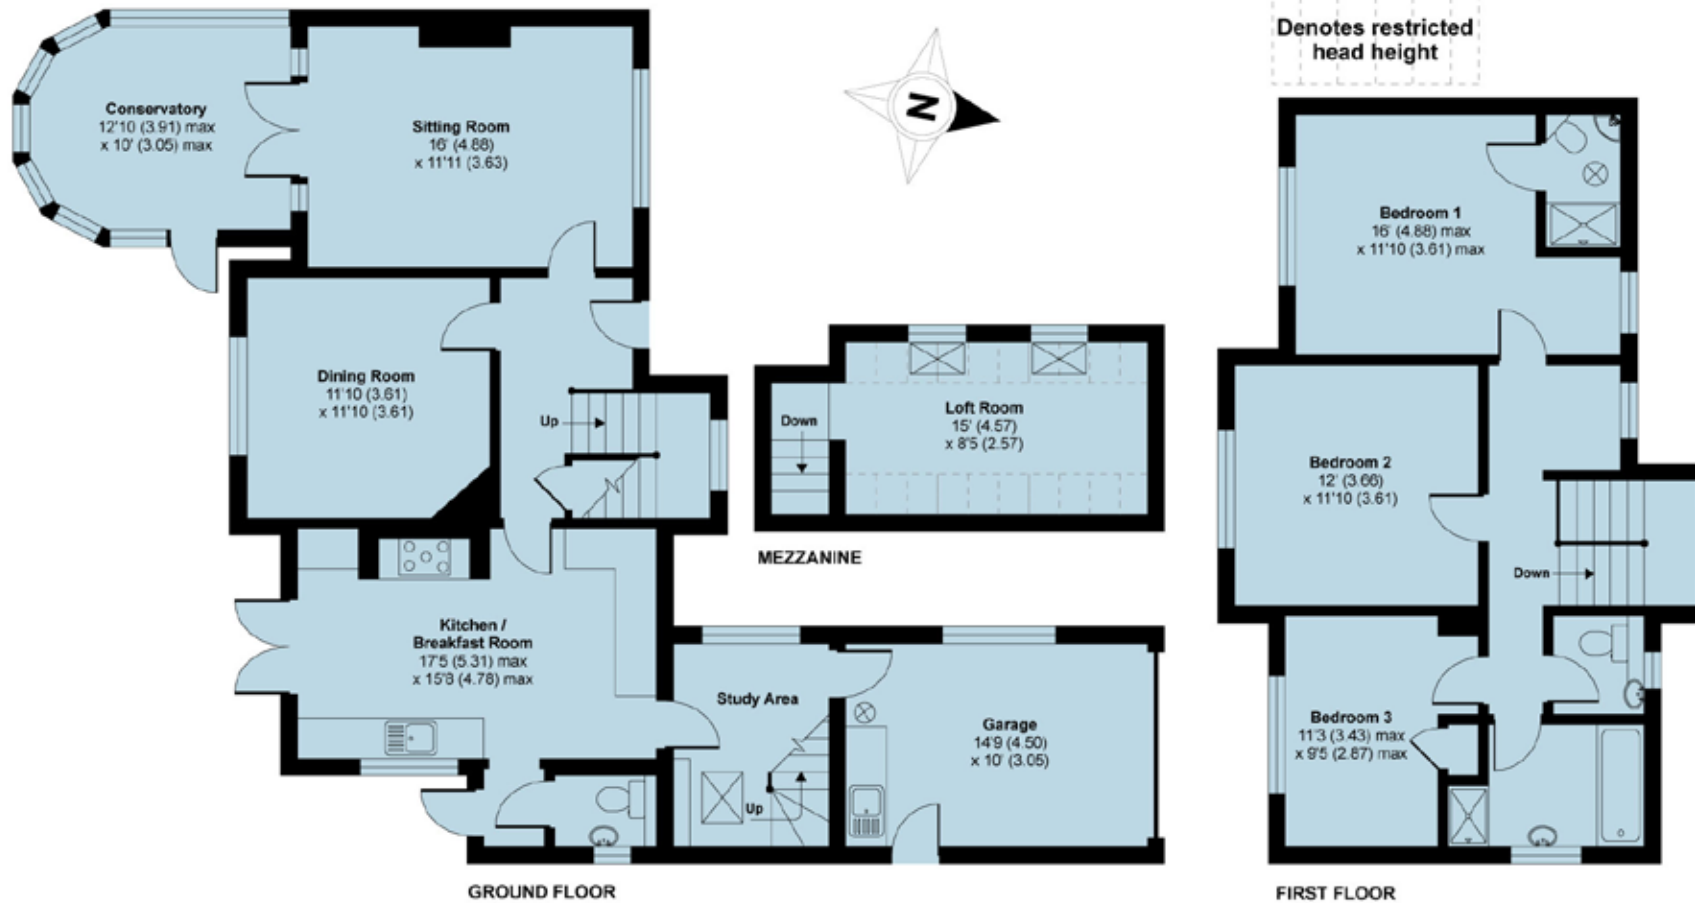 Denotes restricted
head height
Conservatory
12'10 (3.91) max
x 10' (3.05) max
Sitting Room
16' (4.88)
x 11'11 (3.63)
N
Dining Room
11'10 (3.61)
x 11'10 (3.61)
Up
Kitchen /
Breakfast Room
17'5 (5.31) max
x 15'8 (4.78) max
Study Area
Up
Garage
14'9 (4.50)
x 10' (3.05)
GROUND FLOOR
Down
Loft Room
15' (4.57)
x 8'5 (2.57)
MEZZANINE
Bedroom 1
16' (4.88) max
x 11'10 (3.61) max
Bedroom 2
12' (3.66)
x 11'10 (3.61)
Down
Bedroom 3
11'3 (3.43) max
x 9'5 (2.87) max
FIRST FLOOR